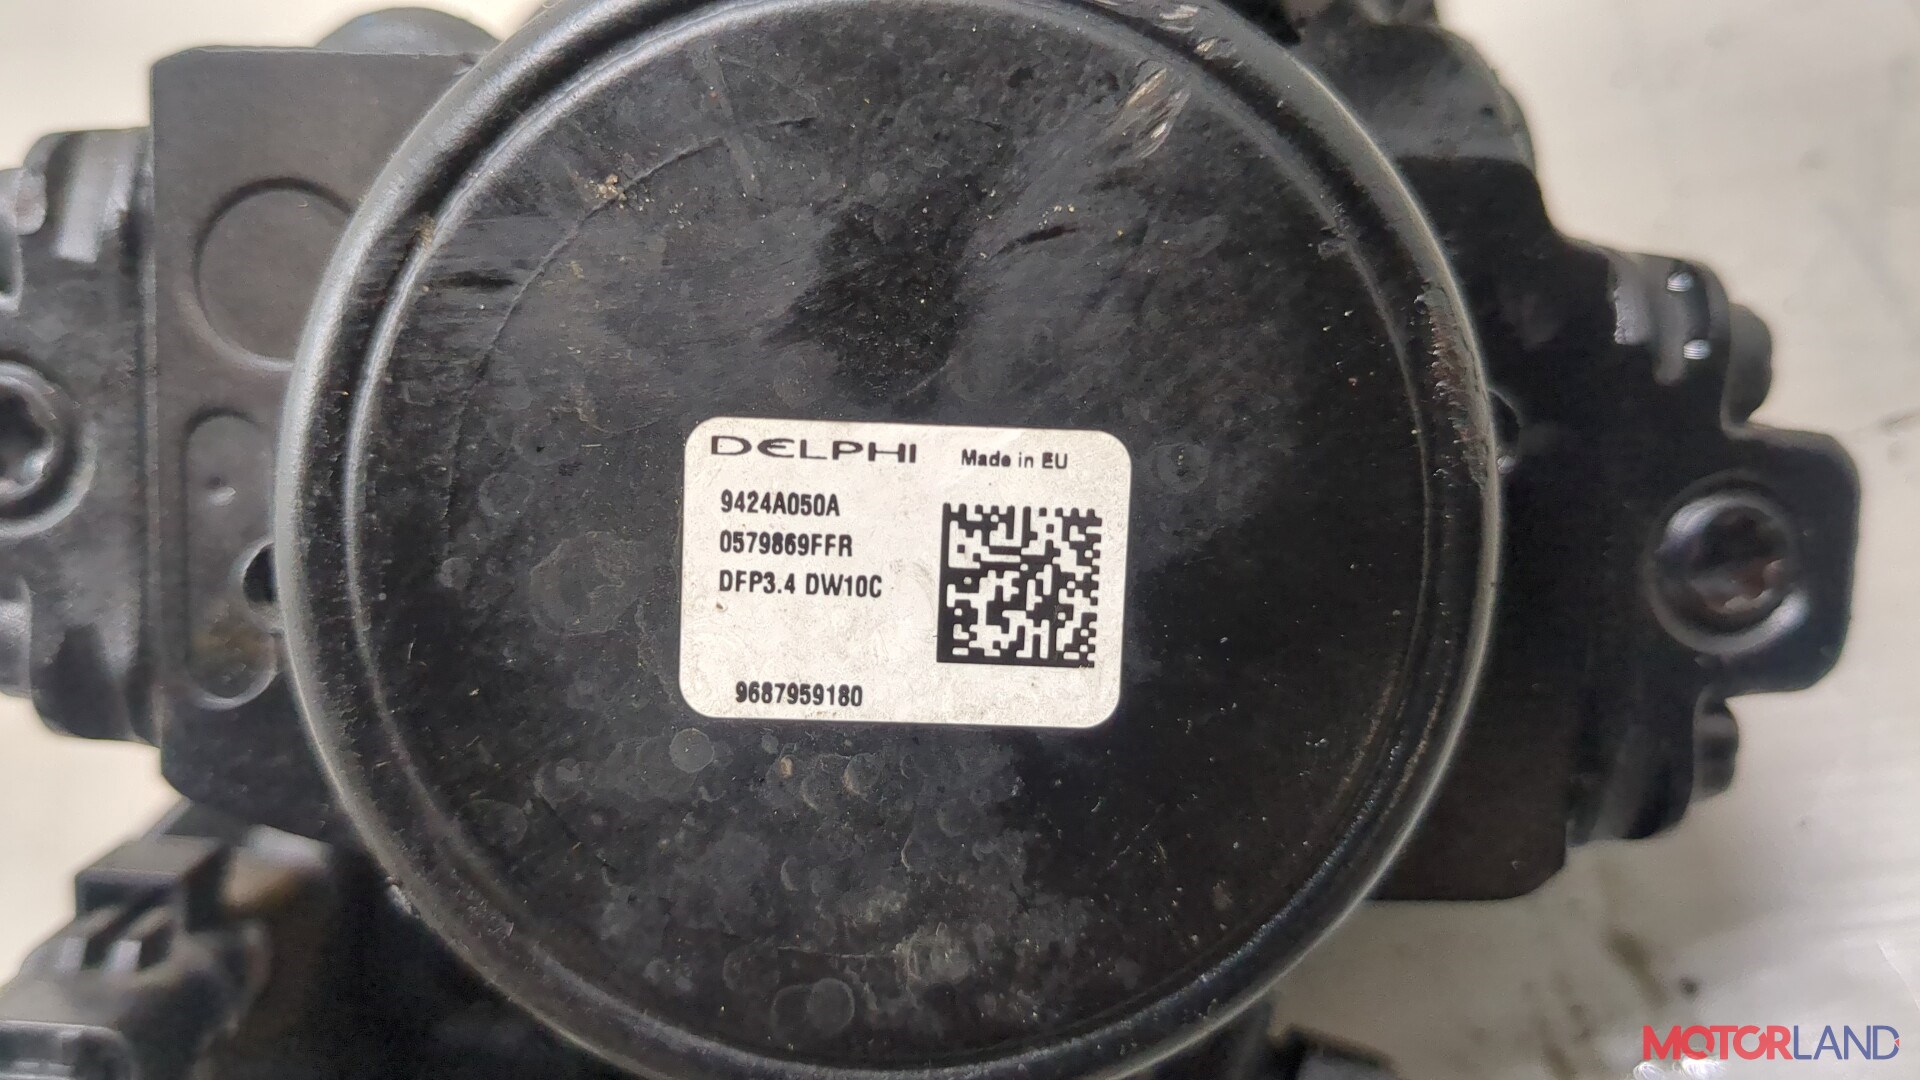 DELPHI Made in EU
9424A050A
0579869FFR
DFP3.4 DW10C
9687959180
MOTORLAND